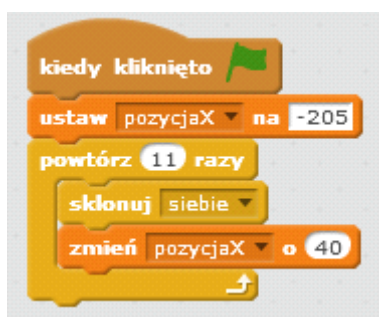 kiedy kliknięto
ustaw pozycjaX na -205
powtórz 11 razy
sklonuj siebie
zmień pozycjaX o 40